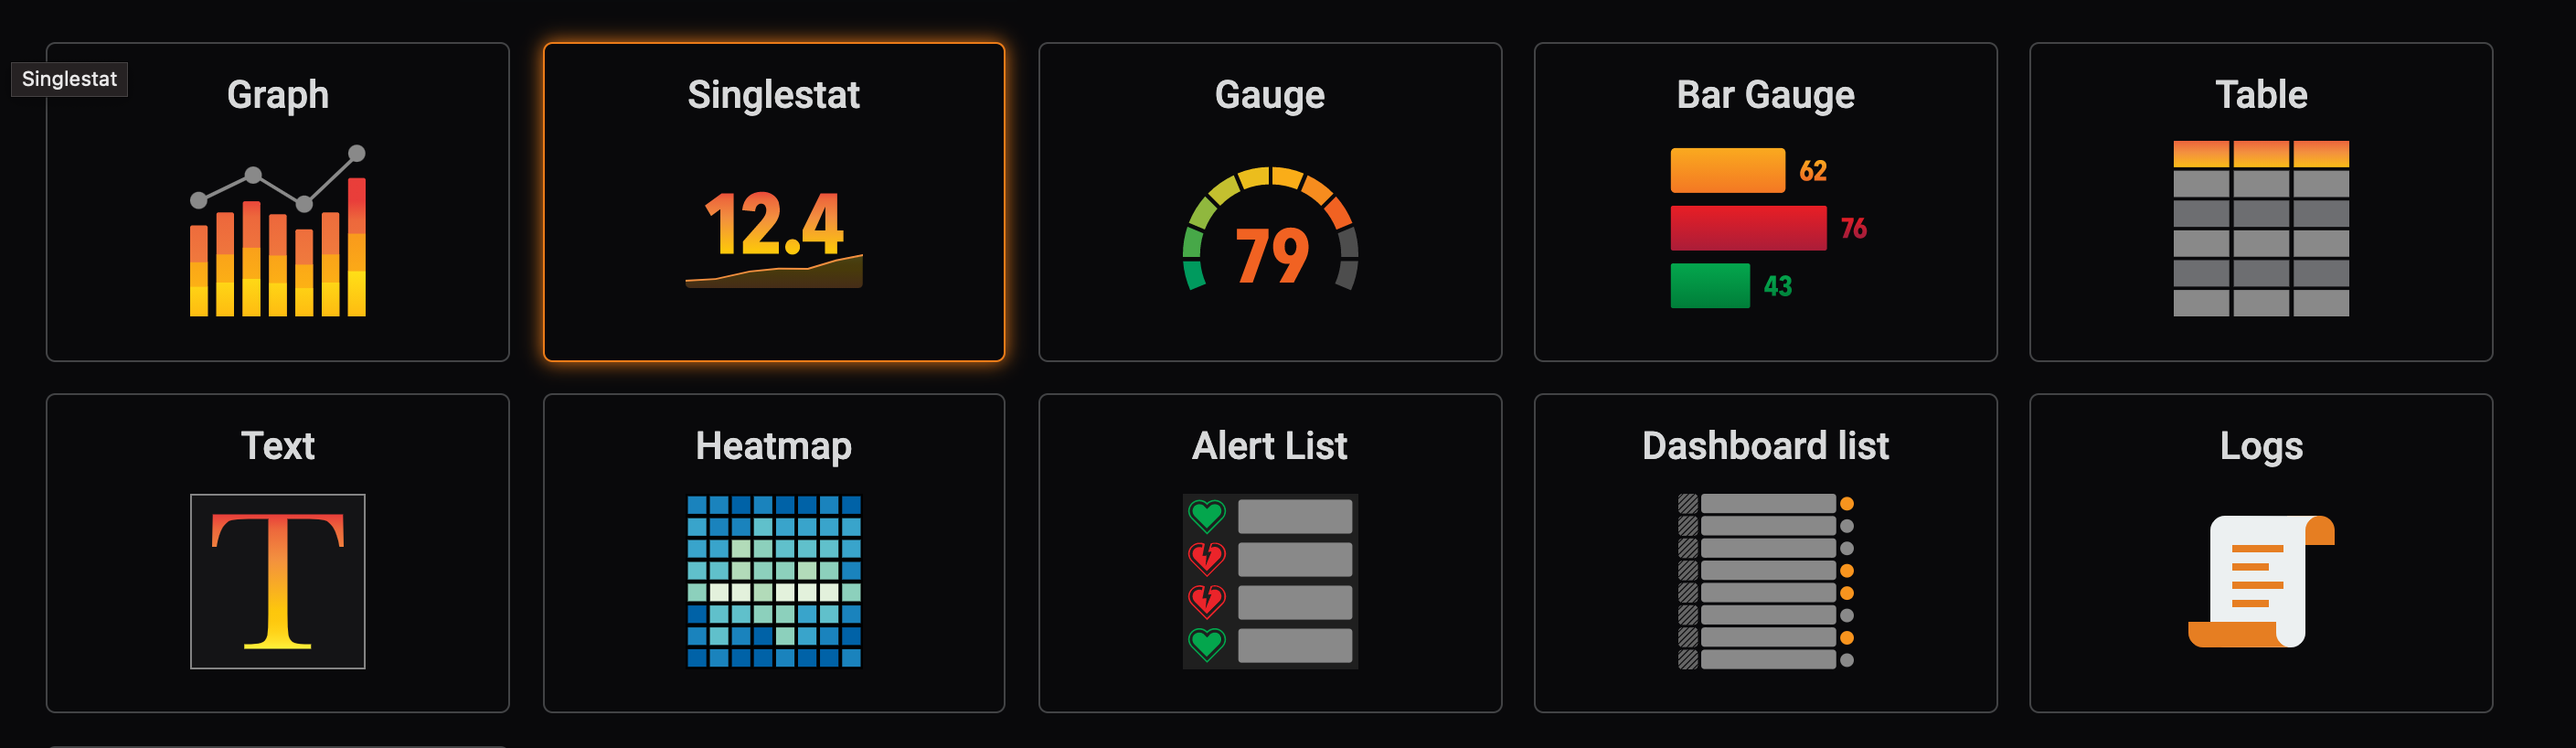 Singlestat
Graph
Singlestat
Gauge
Bar Gauge
Table
12.4
79
62
76
43
Text
Heatmap
Alert List
Dashboard list
Logs
T